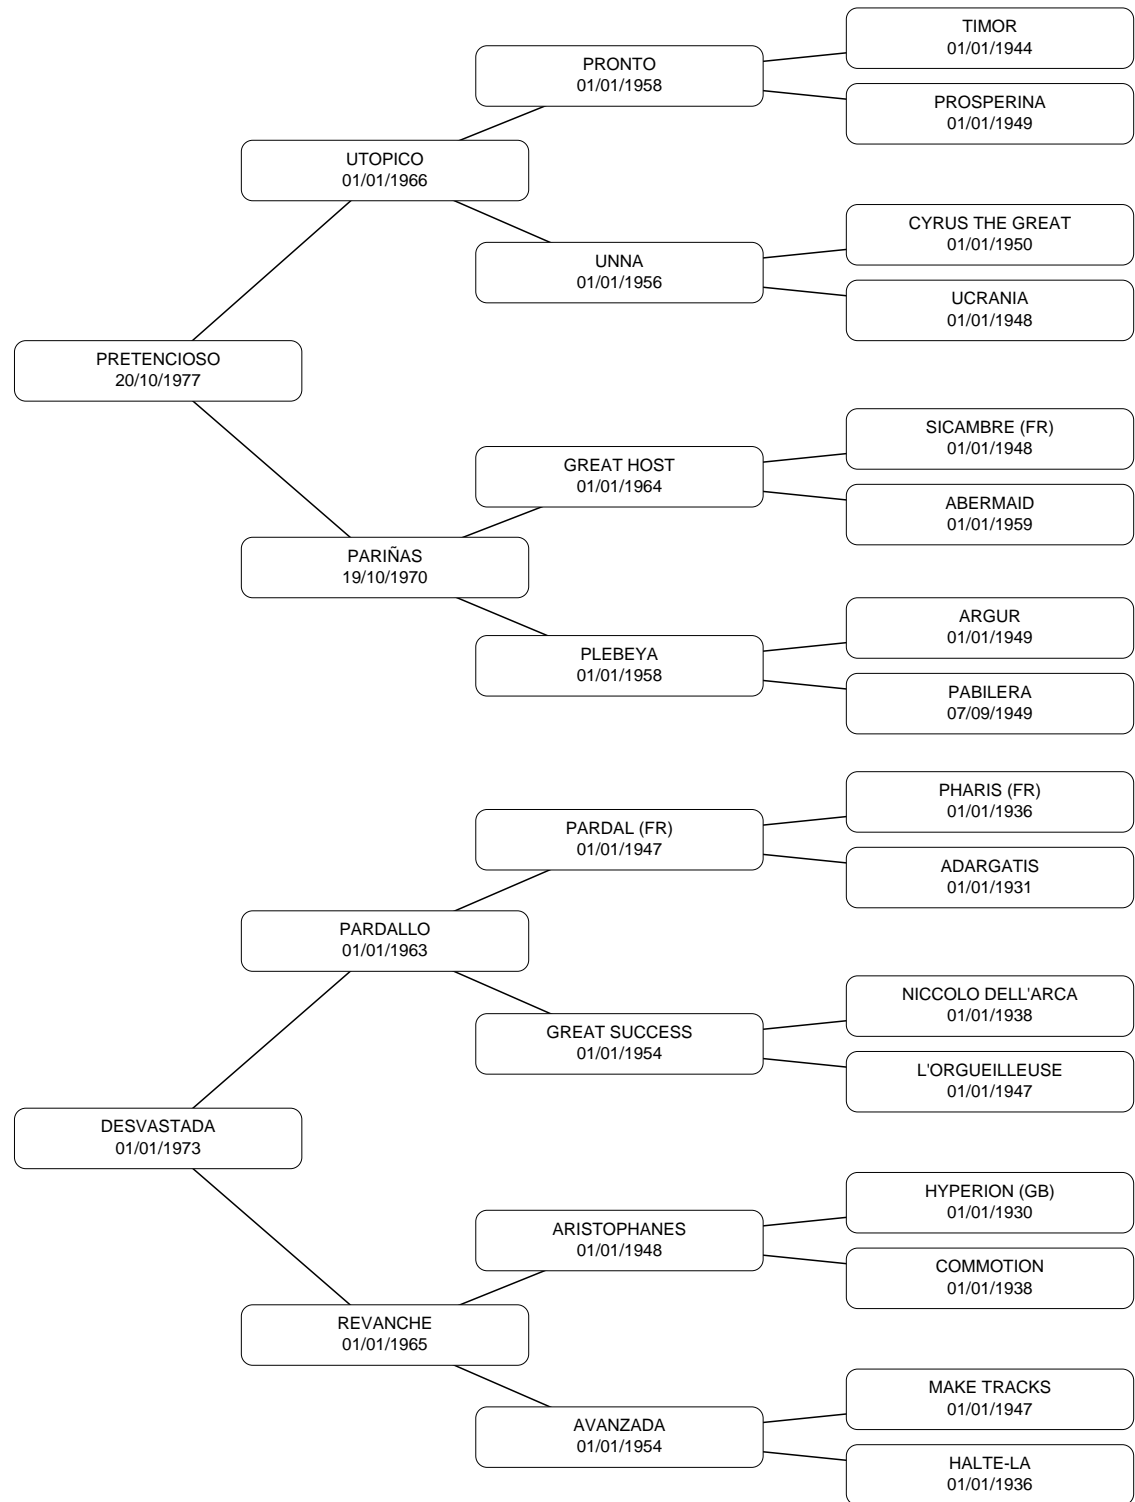 TIMOR
01/01/1944
PRONTO
01/01/1958
PROSPERINA
01/01/1949
UTOPICO
01/01/1966
CYRUS THE GREAT
01/01/1950
UNNA
01/01/1956
UCRANIA
01/01/1948
PRETENCIOSO
20/10/1977
SICAMBRE (FR)
01/01/1948
GREAT HOST
01/01/1964
ABERMAID
01/01/1959
PARIÑAS
19/10/1970
ARGUR
01/01/1949
PLEBEYA
01/01/1958
PABILERA
07/09/1949
PHARIS (FR)
01/01/1936
PARDAL (FR)
01/01/1947
ADARGATIS
01/01/1931
PARDALLO
01/01/1963
NICCOLO DELL'ARCA
01/01/1938
GREAT SUCCESS
01/01/1954
L'ORGUEILLEUSE
01/01/1947
DESVASTADA
01/01/1973
HYPERION (GB)
01/01/1930
ARISTOPHANES
01/01/1948
COMMOTION
01/01/1938
REVANCHE
01/01/1965
MAKE TRACKS
01/01/1947
AVANZADA
01/01/1954
HALTE-LA
01/01/1936